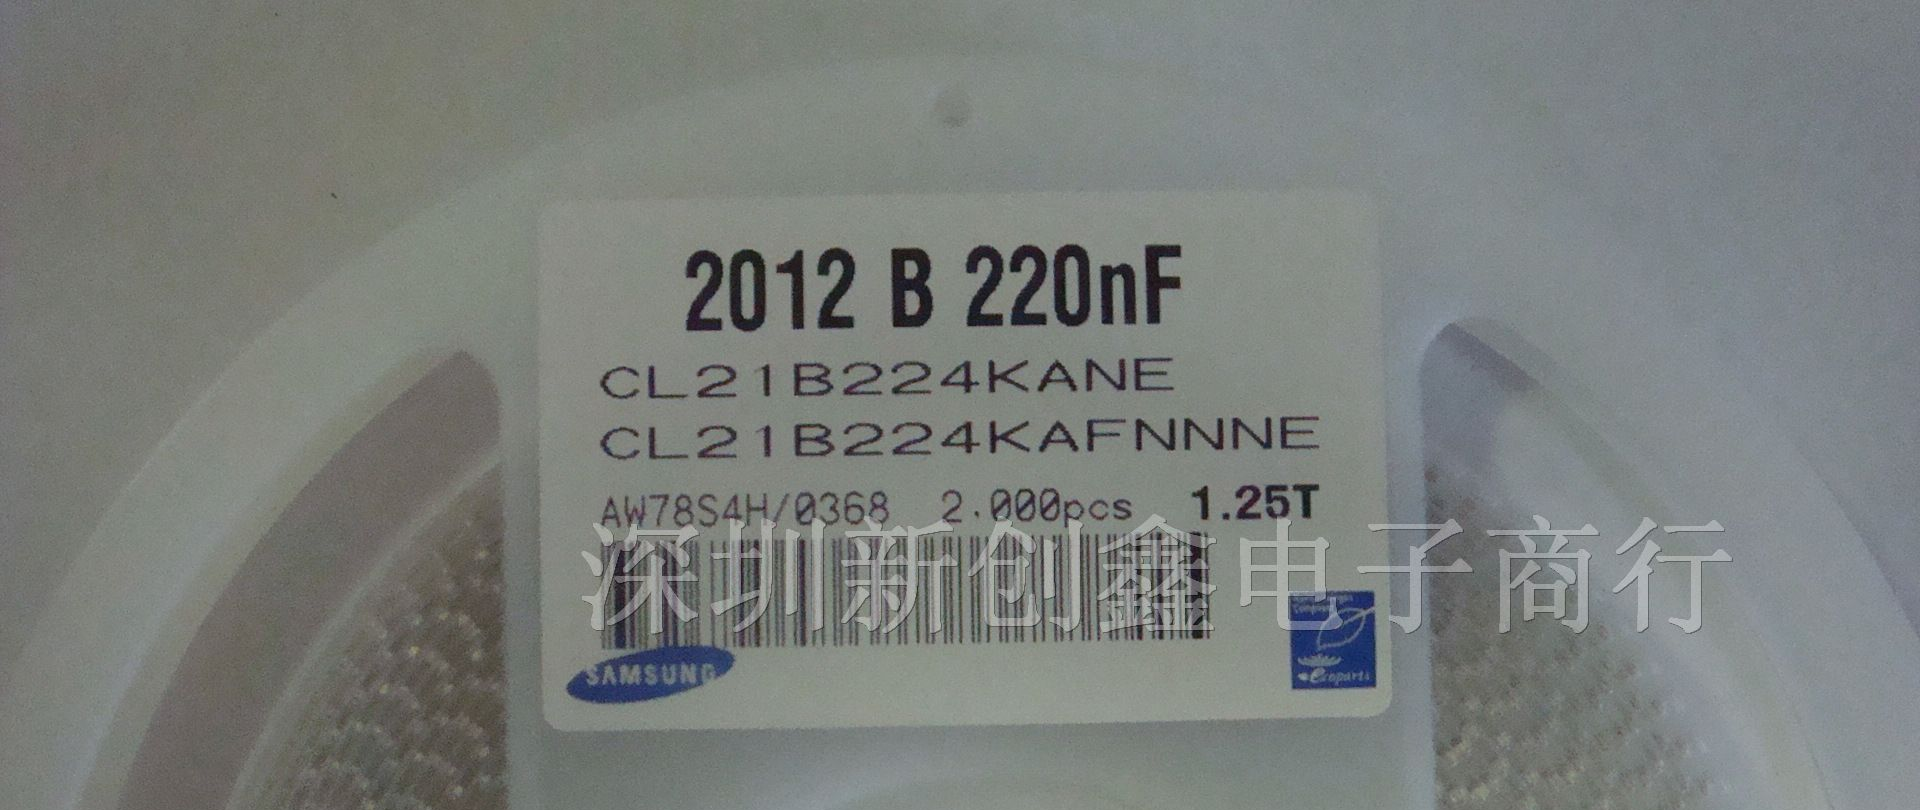 2012 B 220nF
CL21B224KANE
CL21B224KAFNNNE
AW78S4H/0368 2.000pcs 1.25T
深圳新创鑫电子商行
SAMSUNG
ecoparts